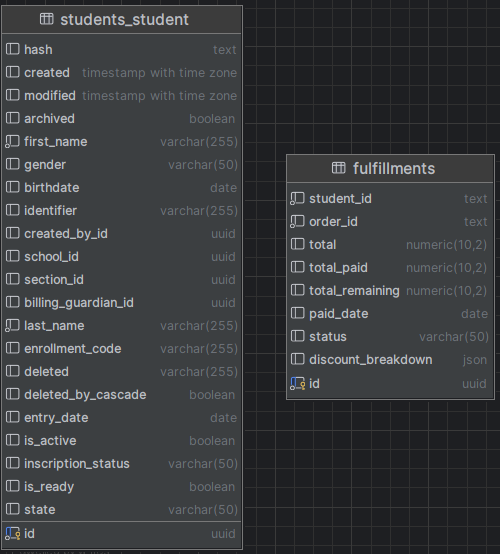 students_student
hash text
created timestamp with time zone
modified timestamp with time zone
archived boolean
first_name varchar(255)
gender varchar(50)
birthdate date
identifier varchar(255)
created_by_id uuid
school_id uuid
section_id uuid
billing_guardian_id uuid
last_name varchar(255)
enrollment_code varchar(255)
deleted varchar(255)
deleted_by_cascade boolean
entry_date date
is_active boolean
inscription_status varchar(50)
is_ready boolean
state varchar(50)
id uuid
fulfillments
student_id text
order_id text
total numeric(10,2)
total_paid numeric(10,2)
total_remaining numeric(10,2)
paid_date date
status varchar(50)
discount_breakdown json
id uuid